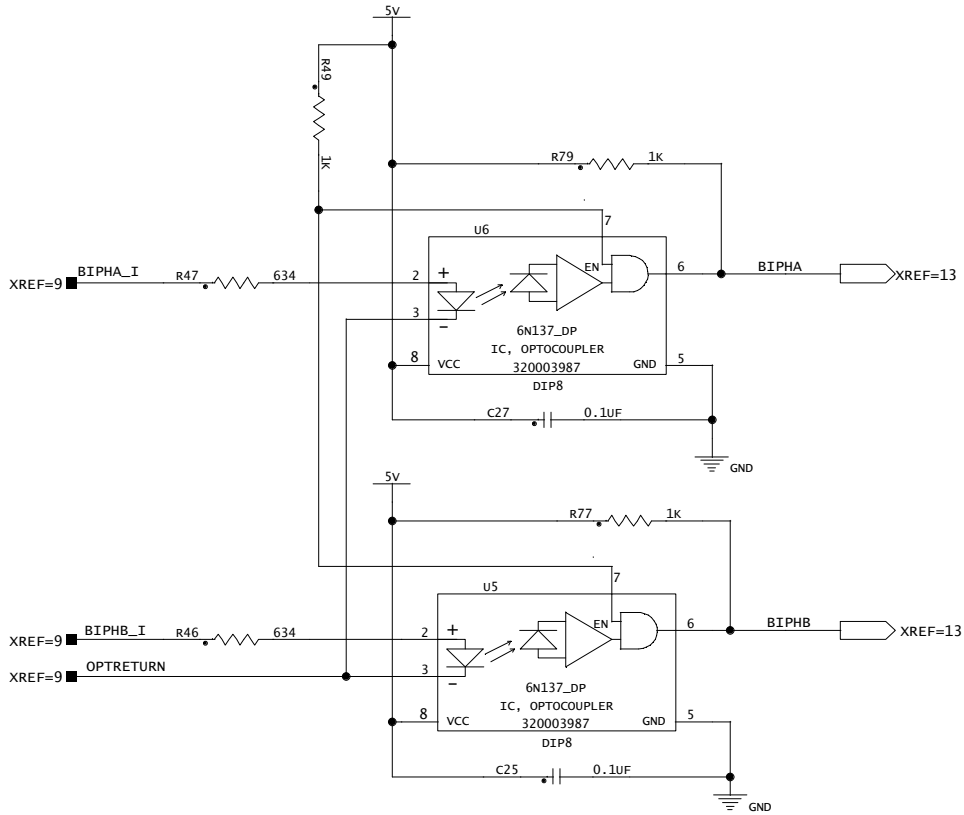 5V
R49
1K
R79 1K
7
U6
BIPHA_I
XREF=9
R47 634
2 +
EN
6
BIPHA
XREF=13
3 −
6N137_DP
IC, OPTOCOUPLER
8 VCC GND 5
320003987
DIP8
C27 0.1UF
GND
5V
R77 1K
7
U5
BIPHB_I
XREF=9
R46 634
2 +
EN
6
BIPHB
XREF=13
OPTRETURN
XREF=9
3 −
6N137_DP
IC, OPTOCOUPLER
8 VCC GND 5
320003987
DIP8
C25 0.1UF
GND